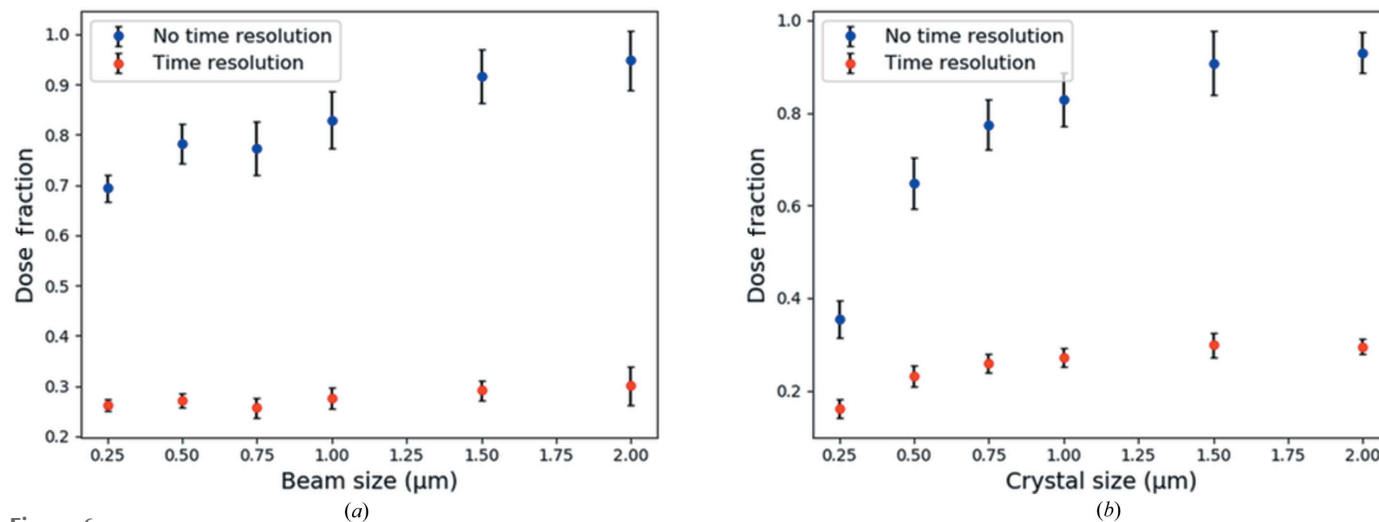 No time resolution
Time resolution
1.0
0.9
0.8
0.7
0.6
0.5
0.4
0.3
0.2
Dose fraction
0.25 0.50 0.75 1.00 1.25 1.50 1.75 2.00
Beam size (μm)
(a)
No time resolution
Time resolution
1.0
0.8
0.6
0.4
0.2
Dose fraction
0.25 0.50 0.75 1.00 1.25 1.50 1.75 2.00
Crystal size (μm)
(b)
Figure 6